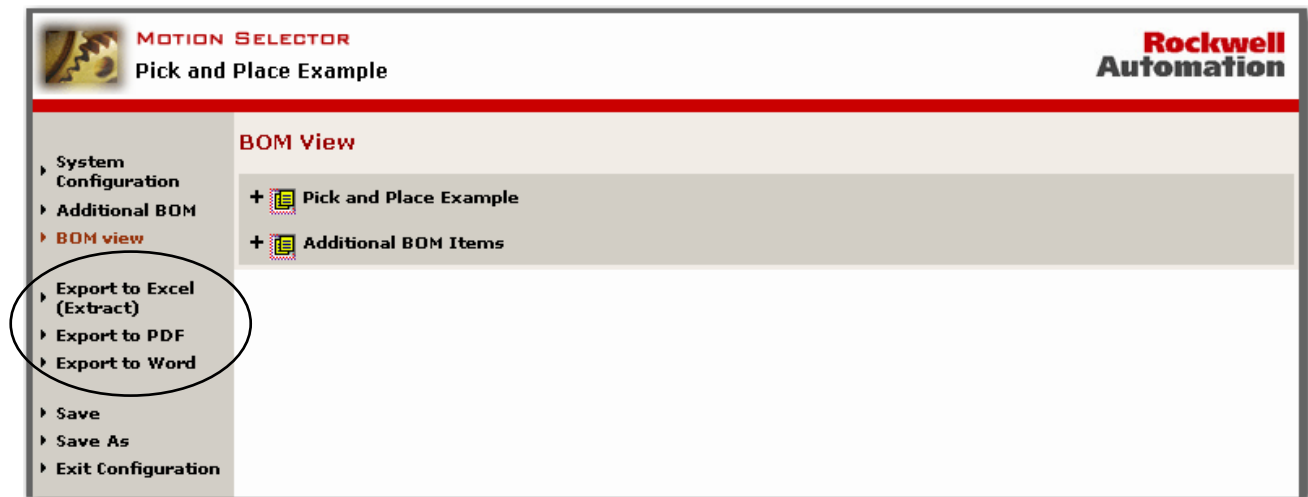 MOTION SELECTOR
Pick and Place Example
Rockwell
Automation
System
Configuration
Additional BOM
BOM view
Export to Excel
(Extract)
Export to PDF
Export to Word
Save
Save As
Exit Configuration
BOM View
+ Pick and Place Example
+ Additional BOM Items